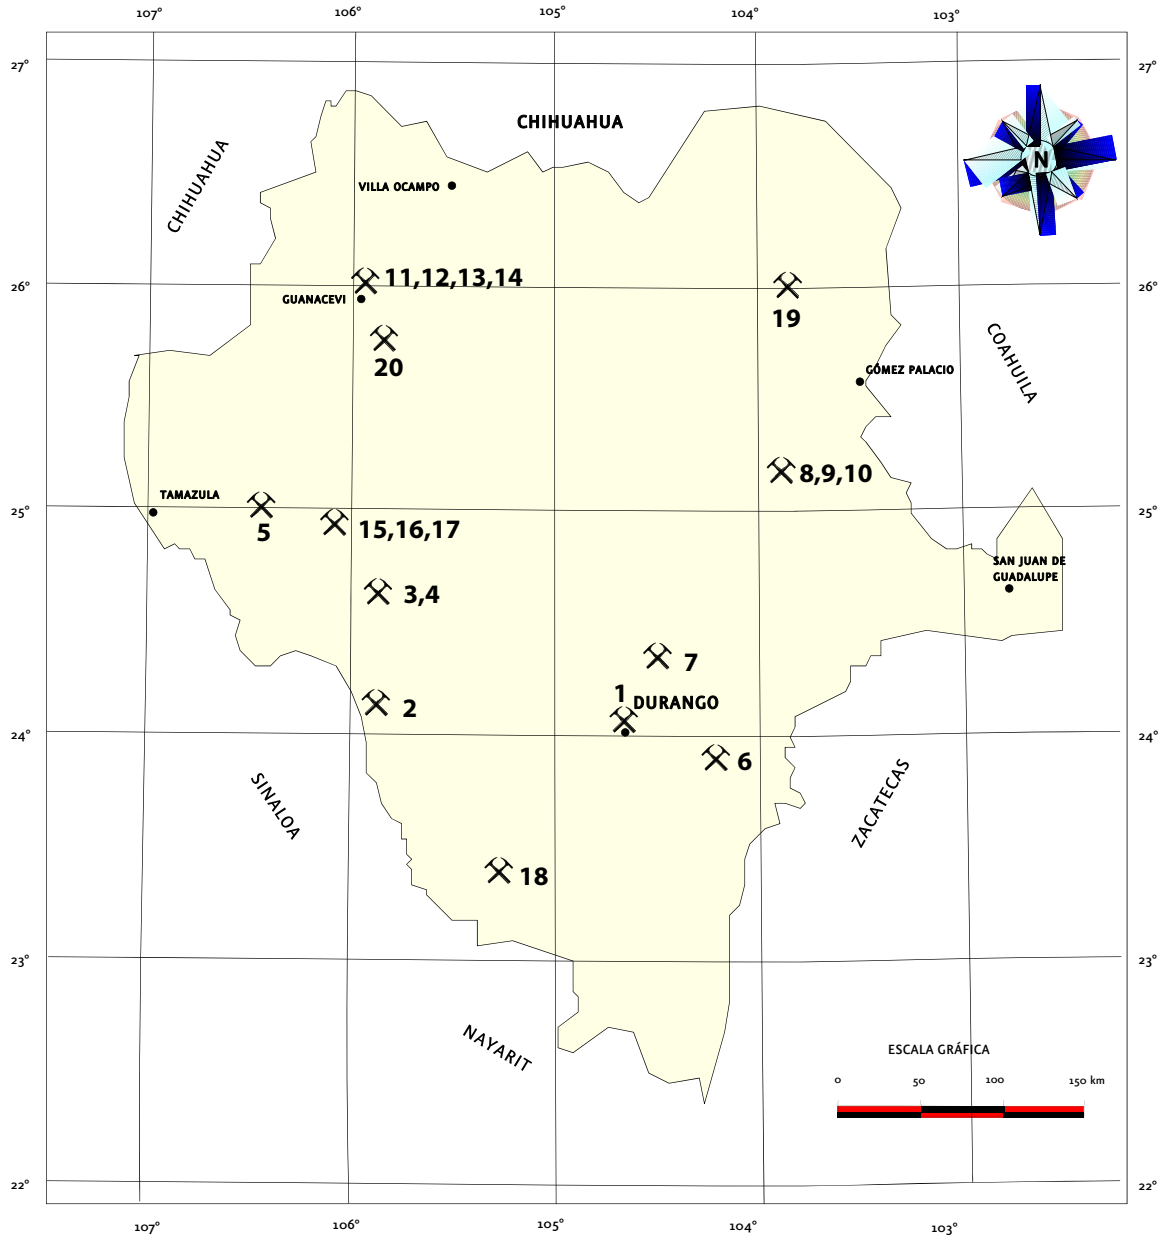 107° 106° 105° 104° 103°
27° 27°
CHIHUAHUA
CHIHUAHUA
N
VILLA OCAMPO
11,12,13,14
26° 26°
GUANACEVI
19
20
COAHUILA
GÓMEZ PALACIO
8,9,10
TAMAZULA
25° 25°
5
15,16,17
SAN JUAN DE
GUADALUPE
3,4
7
1
DURANGO
2
24° 24°
6
SINALOA
ZACATECAS
18
23° 23°
NAYARIT
ESCALA GRÁFICA
0 50 100 150 km
22° 22°
107° 106° 105° 104° 103°